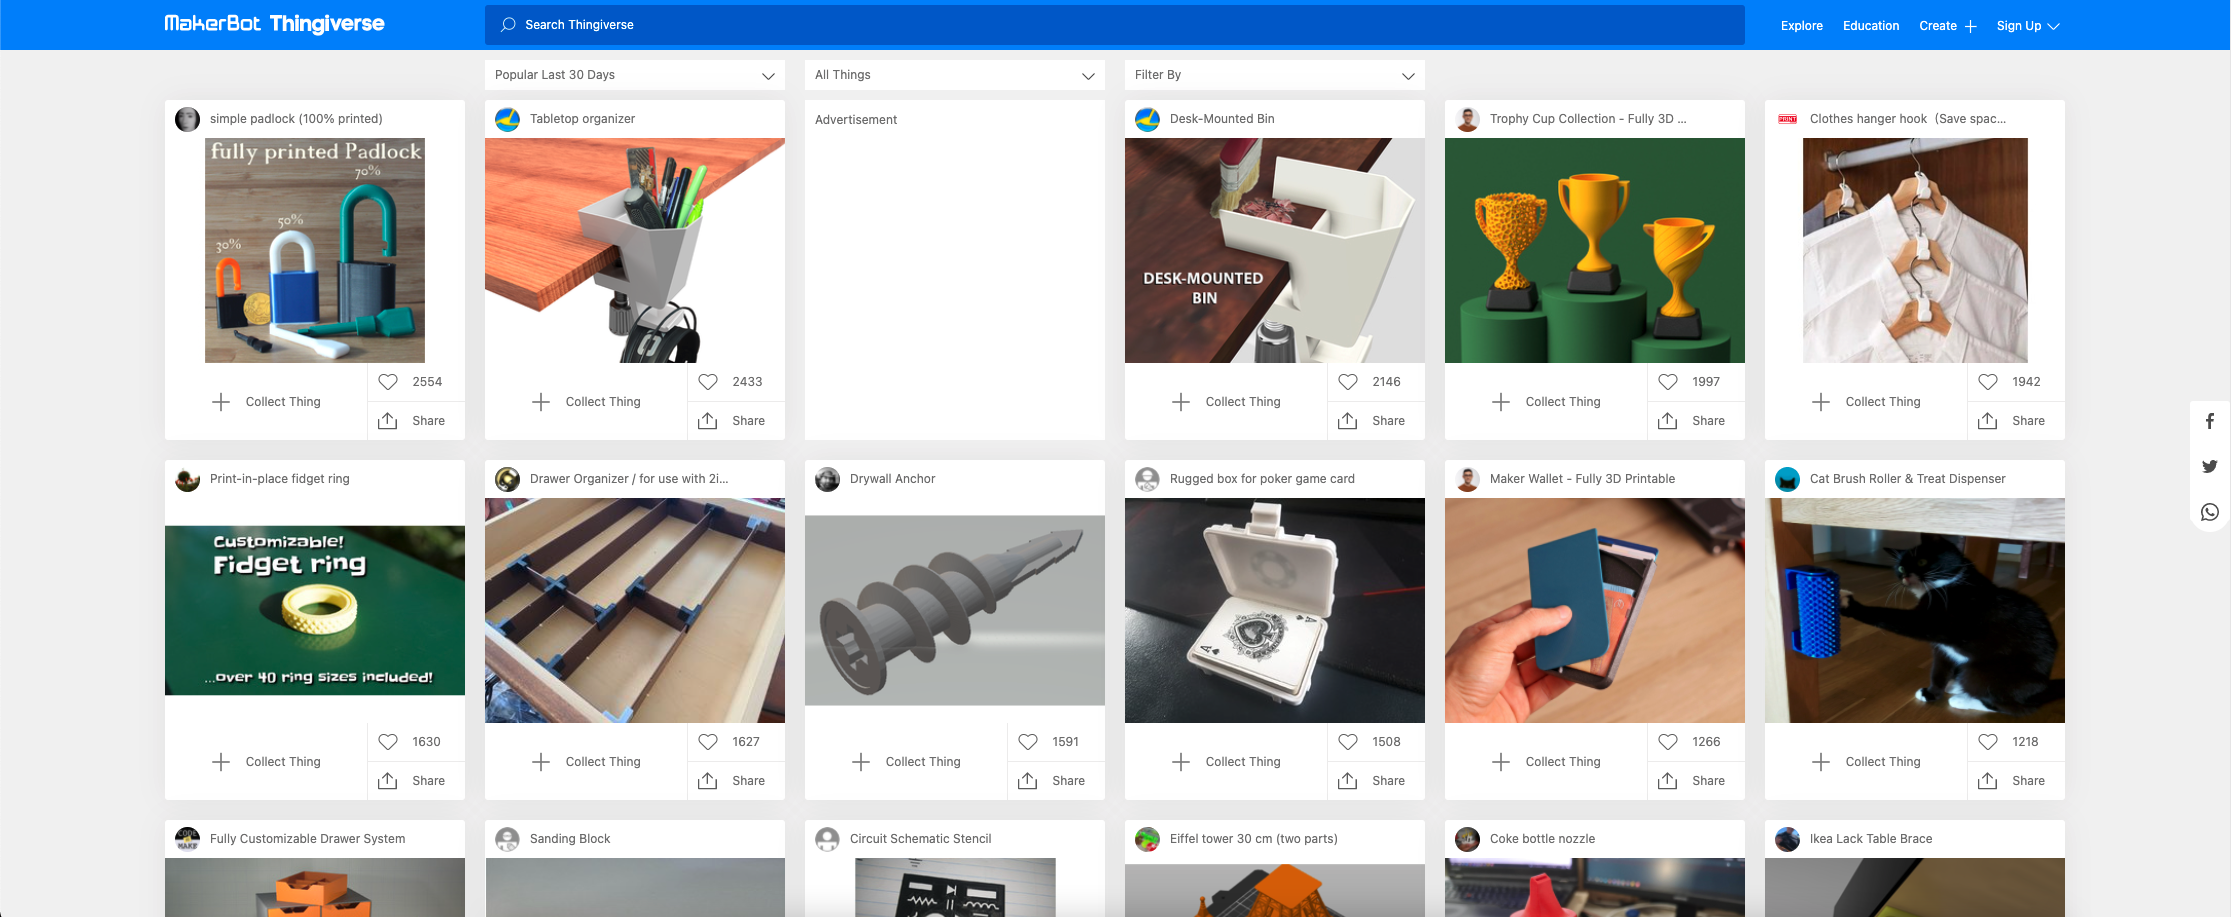 MakerBot Thingiverse
Search Thingiverse
Explore
Education
Create
Sign Up
Popular Last 30 Days
All Things
Filter By
simple padlock (100% printed)
fully printed Padlock
70%
50%
30%
Collect Thing
2554
Share
Tabletop organizer
Collect Thing
2433
Share
Advertisement
Desk-Mounted Bin
DESK-MOUNTED
BIN
Collect Thing
2146
Share
Trophy Cup Collection - Fully 3D ...
Collect Thing
1997
Share
PRINT
Clothes hanger hook (Save spac...
Collect Thing
1942
Share
Print-in-place fidget ring
Customizable!
Fidget ring
...over 40 ring sizes included!
Collect Thing
1630
Share
Drawer Organizer / for use with 2i...
Collect Thing
1627
Share
Drywall Anchor
Collect Thing
1591
Share
Rugged box for poker game card
A
A
Collect Thing
1508
Share
Maker Wallet - Fully 3D Printable
Collect Thing
1266
Share
Cat Brush Roller & Treat Dispenser
Collect Thing
1218
Share
CODE
MAKE
Fully Customizable Drawer System
Sanding Block
Circuit Schematic Stencil
Eiffel tower 30 cm (two parts)
Coke bottle nozzle
Ikea Lack Table Brace